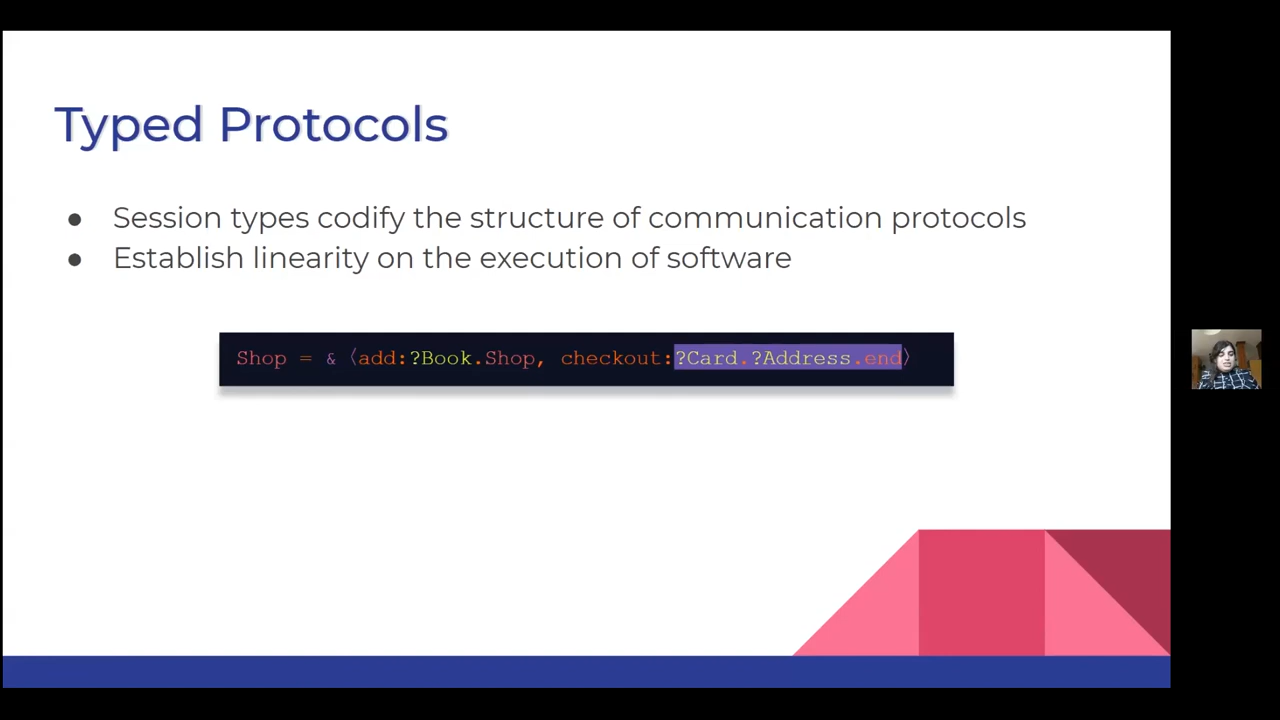 Typed Protocols
● Session types codify the structure of communication protocols
● Establish linearity on the execution of software
Shop = & ⟨add:?Book.Shop, checkout:?Card.?Address.end⟩